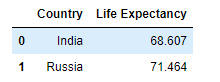 Country Life Expectancy
0 India 68.607
1 Russia 71.464